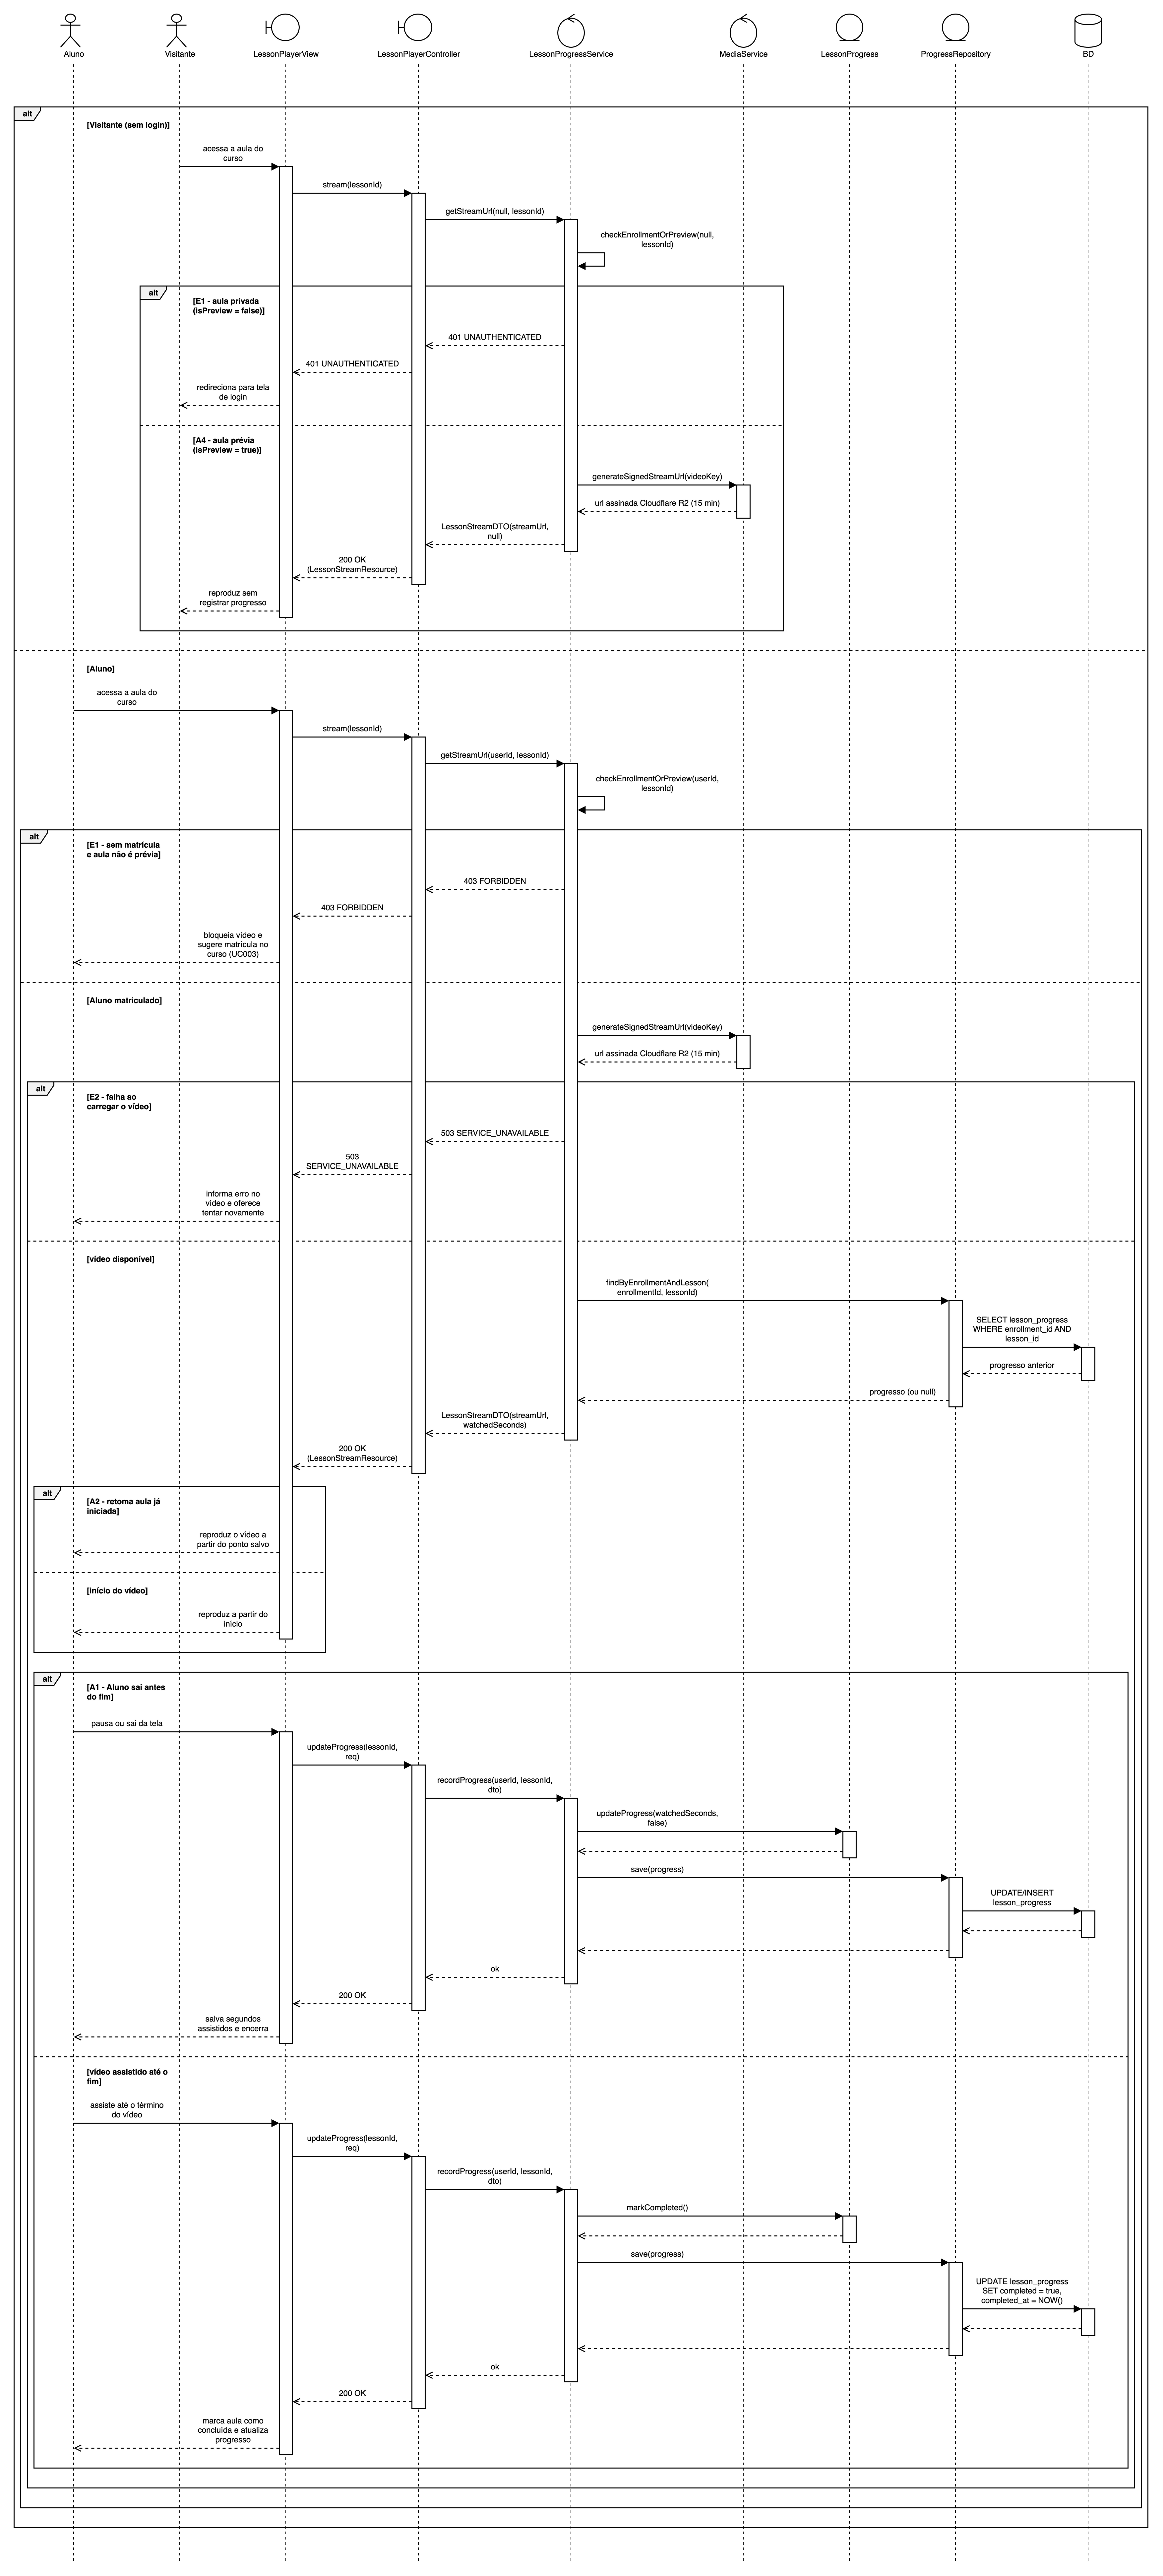 Aluno
Visitante
LessonPlayerView
LessonPlayerController
LessonProgressService
MediaService
LessonProgress
ProgressRepository
BD
alt
[Visitante (sem login)]
acessa a aula do
curso
stream(lessonId)
getStreamUrl(null, lessonId)
checkEnrollmentOrPreview(null,
lessonId)
alt
[E1 - aula privada
(isPreview = false)]
401 UNAUTHENTICATED
401 UNAUTHENTICATED
redireciona para tela
de login
[A4 - aula prévia
(isPreview = true)]
generateSignedStreamUrl(videoKey)
url assinada Cloudflare R2 (15 min)
LessonStreamDTO(streamUrl,
null)
200 OK
(LessonStreamResource)
reproduz sem
registrar progresso
[Aluno]
acessa a aula do
curso
stream(lessonId)
getStreamUrl(userId, lessonId)
checkEnrollmentOrPreview(userId,
lessonId)
alt
[E1 - sem matrícula
e aula não é prévia]
403 FORBIDDEN
403 FORBIDDEN
bloqueia vídeo e
sugere matrícula no
curso (UC003)
[Aluno matriculado]
generateSignedStreamUrl(videoKey)
url assinada Cloudflare R2 (15 min)
alt
[E2 - falha ao
carregar o vídeo]
503 SERVICE_UNAVAILABLE
503
SERVICE_UNAVAILABLE
informa erro no
vídeo e oferece
tentar novamente
[vídeo disponível]
findByEnrollmentAndLesson(
enrollmentId, lessonId)
SELECT lesson_progress
WHERE enrollment_id AND
lesson_id
progresso anterior
progresso (ou null)
LessonStreamDTO(streamUrl,
watchedSeconds)
200 OK
(LessonStreamResource)
alt
[A2 - retoma aula já
iniciada]
reproduz o vídeo a
partir do ponto salvo
[início do vídeo]
reproduz a partir do
início
alt
[A1 - Aluno sai antes
do fim]
pausa ou sai da tela
updateProgress(lessonId,
req)
recordProgress(userId, lessonId,
dto)
updateProgress(watchedSeconds,
false)
save(progress)
UPDATE/INSERT
lesson_progress
ok
200 OK
salva segundos
assistidos e encerra
[vídeo assistido até o
fim]
assiste até o término
do vídeo
updateProgress(lessonId,
req)
recordProgress(userId, lessonId,
dto)
markCompleted()
save(progress)
UPDATE lesson_progress
SET completed = true,
completed_at = NOW()
ok
200 OK
marca aula como
concluída e atualiza
progresso